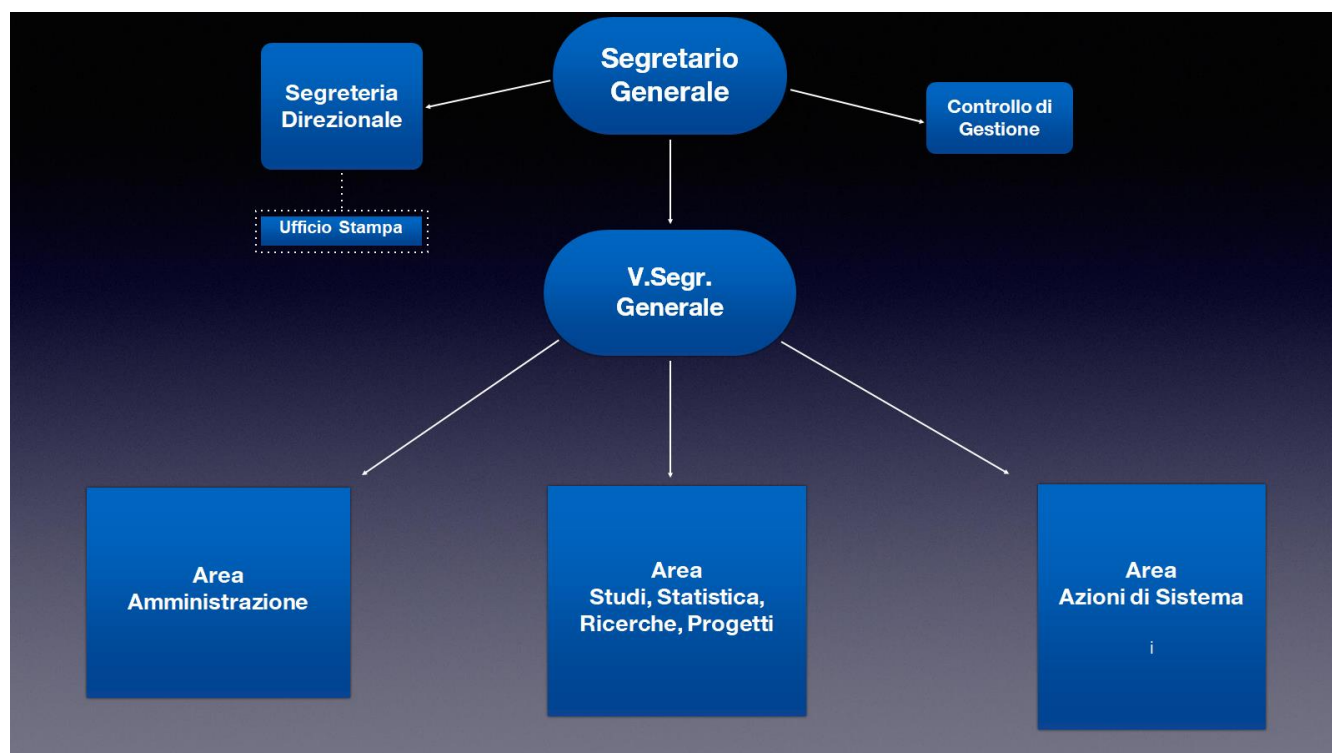 Segretario
Generale
Segreteria
Direzionale
Controllo di
Gestione
Ufficio Stampa
V.Segr.
Generale
Area
Amministrazione
Area
Studi, Statistica,
Ricerche, Progetti
Area
Azioni di Sistema
i